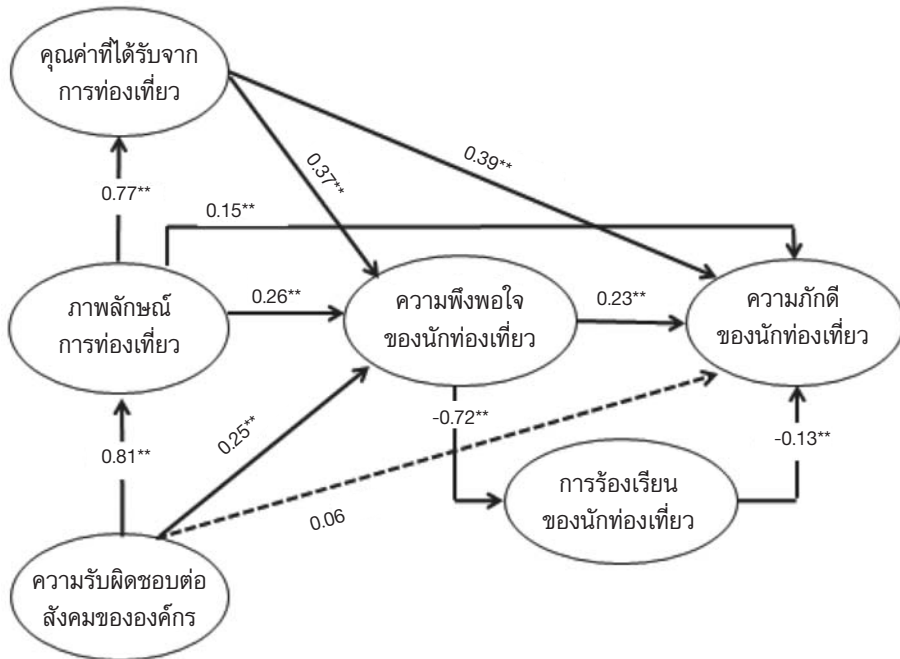 คุณค่าที่ได้รับจาก
การท่องเที่ยว
0.37**
0.39**
0.77**
0.15**
ภาพลักษณ์
การท่องเที่ยว
0.26**
ความพึงพอใจ
ของนักท่องเที่ยว
0.23**
ความภักดี
ของนักท่องเที่ยว
0.81**
0.25**
-0.72**
-0.13**
การร้องเรียน
ของนักท่องเที่ยว
0.06
ความรับผิดชอบต่อ
สังคมขององค์กร